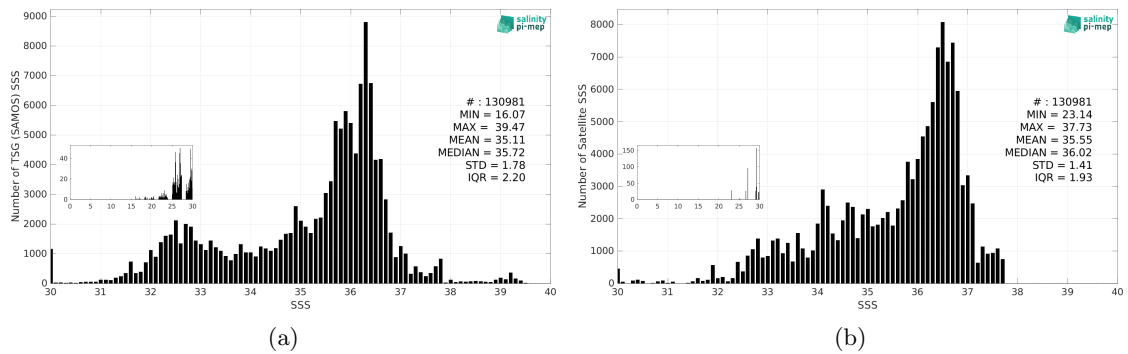 9000
8000
7000
6000
5000
4000
3000
2000
1000
0
Number of TSG (SAMOS) SSS
salinity
pi-mep
# : 130981
MIN = 16.07
MAX = 39.47
MEAN = 35.11
MEDIAN = 35.72
STD = 1.78
IQR = 2.20
40
20
0
0 5 10 15 20 25 30
30 31 32 33 34 35 36 37 38 39 40
SSS
(a)
8000
7000
6000
5000
4000
3000
2000
1000
0
Number of Satellite SSS
salinity
pi-mep
# : 130981
MIN = 23.14
MAX = 37.73
MEAN = 35.55
MEDIAN = 36.02
STD = 1.41
IQR = 1.93
150
100
50
0
0 5 10 15 20 25 30
30 31 32 33 34 35 36 37 38 39 40
SSS
(b)